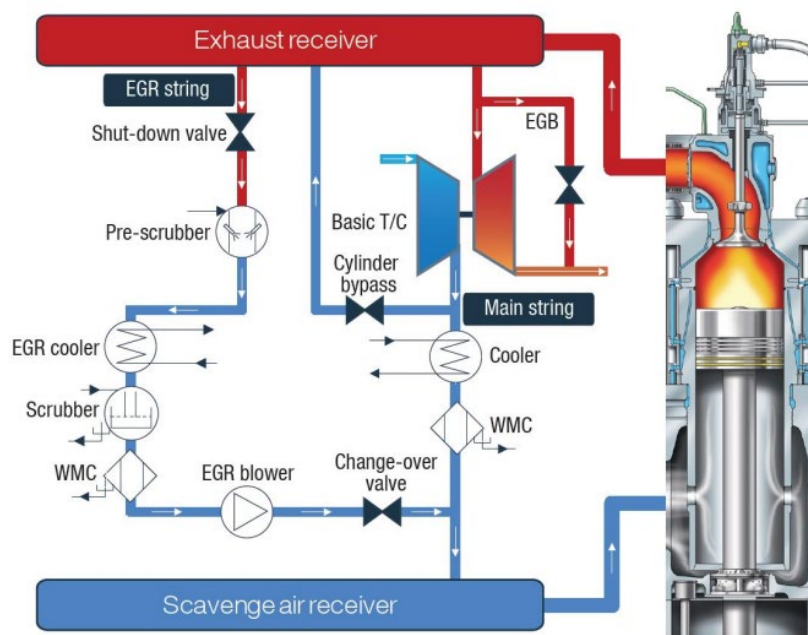 Exhaust receiver
EGR string
Shut-down valve
EGB
Pre-scrubber
Basic T/C
Cylinder
bypass
Main string
EGR cooler
Cooler
Scrubber
WMC
WMC
EGR blower
Change-over
valve
Scavenge air receiver